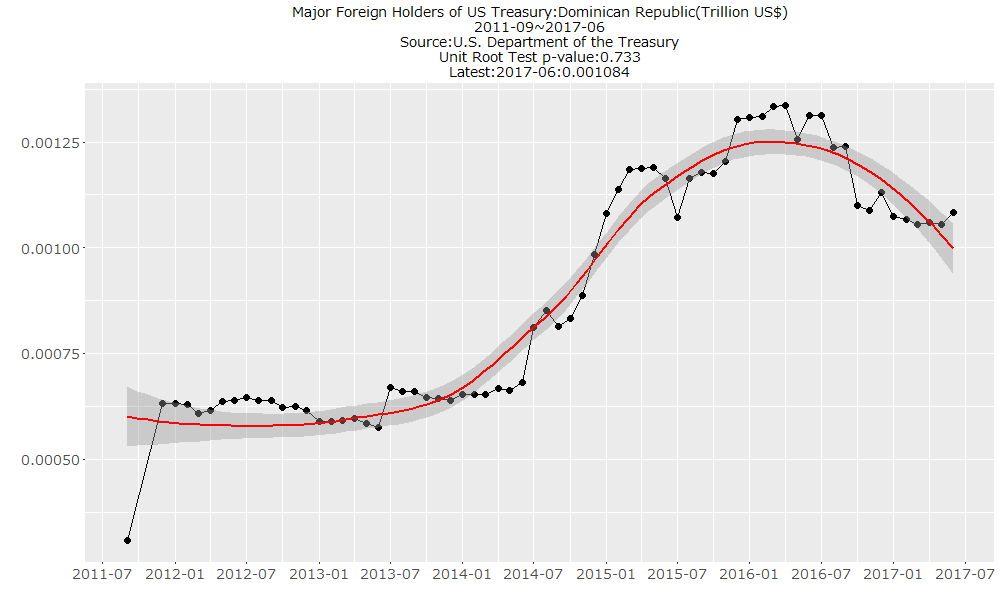 Major Foreign Holders of US Treasury:Dominican Republic(Trillion US$)
2011-09~2017-06
Source:U.S. Department of the Treasury
Unit Root Test p-value:0.733
Latest:2017-06:0.001084
0.00125
0.00100
0.00075
0.00050
2011-07 2012-01 2012-07 2013-01 2013-07 2014-01 2014-07 2015-01 2015-07 2016-01 2016-07 2017-01 2017-07